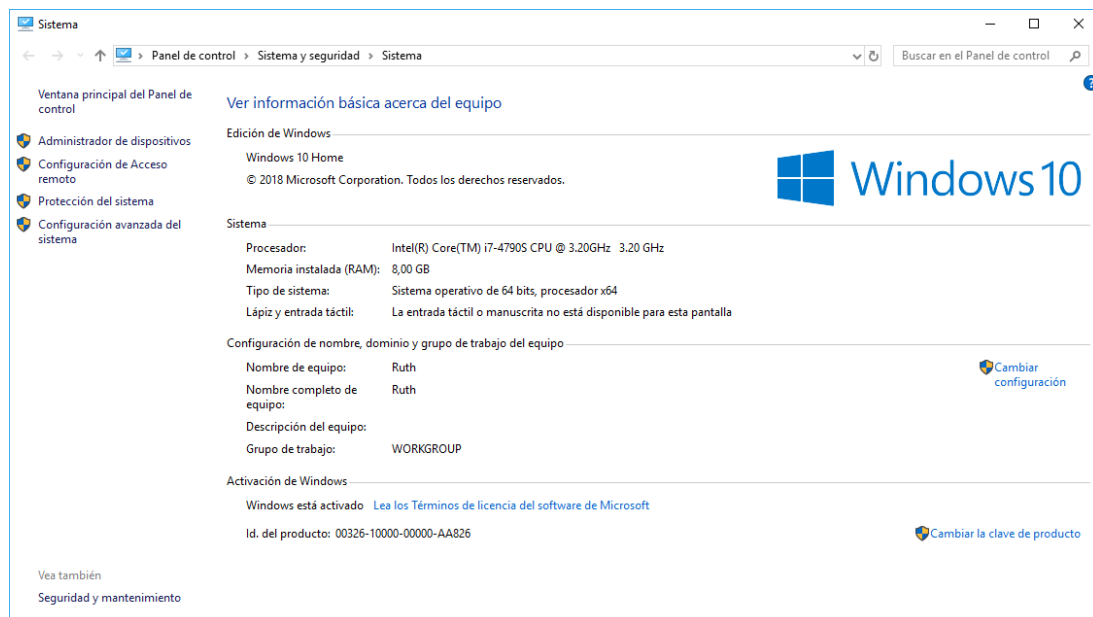 Sistema
Panel de control > Sistema y seguridad > Sistema
Buscar en el Panel de control
Ventana principal del Panel de
control
Administrador de dispositivos
Configuración de Acceso
remoto
Protección del sistema
Configuración avanzada del
sistema
Ver información básica acerca del equipo
Edición de Windows
Windows 10 Home
© 2018 Microsoft Corporation. Todos los derechos reservados.
Windows 10
Sistema
Procesador: Intel(R) Core(TM) i7-4790S CPU @ 3.20GHz 3.20 GHz
Memoria instalada (RAM): 8,00 GB
Tipo de sistema: Sistema operativo de 64 bits, procesador x64
Lápiz y entrada táctil: La entrada táctil o manuscrita no está disponible para esta pantalla
Configuración de nombre, dominio y grupo de trabajo del equipo
Nombre de equipo: Ruth
Cambiar
configuración
Nombre completo de
equipo:
Ruth
Descripción del equipo:
Grupo de trabajo: WORKGROUP
Activación de Windows
Windows está activado Lea los Términos de licencia del software de Microsoft
Id. del producto: 00326-10000-00000-AA826
Cambiar la clave de producto
Vea también
Seguridad y mantenimiento